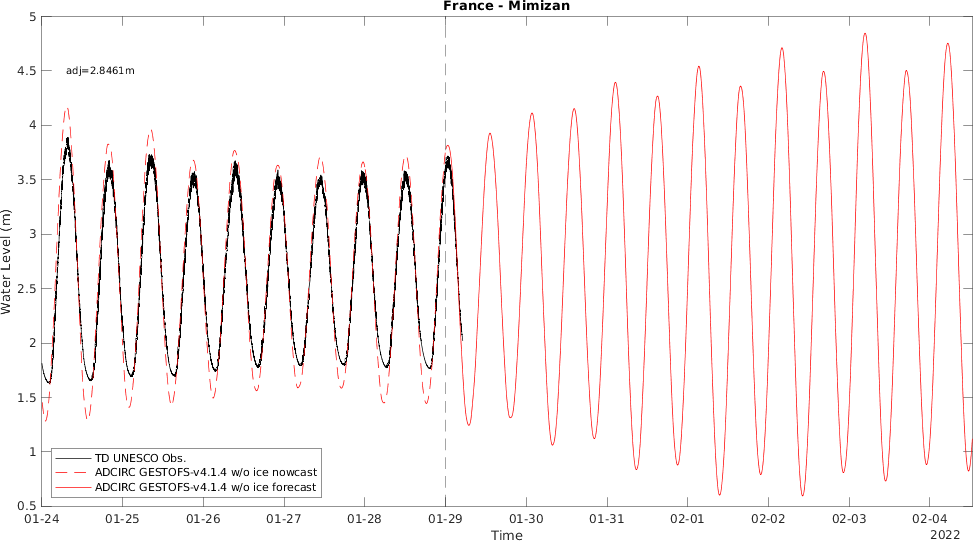 France - Mimizan
adj=2.8461m
Water Level (m)
5
4.5
4
3.5
3
2.5
2
1.5
1
0.5
TD UNESCO Obs.
ADCIRC GESTOFS-v4.1.4 w/o ice nowcast
ADCIRC GESTOFS-v4.1.4 w/o ice forecast
01-24 01-25 01-26 01-27 01-28 01-29 01-30 01-31 02-01 02-02 02-03 02-04
Time
2022